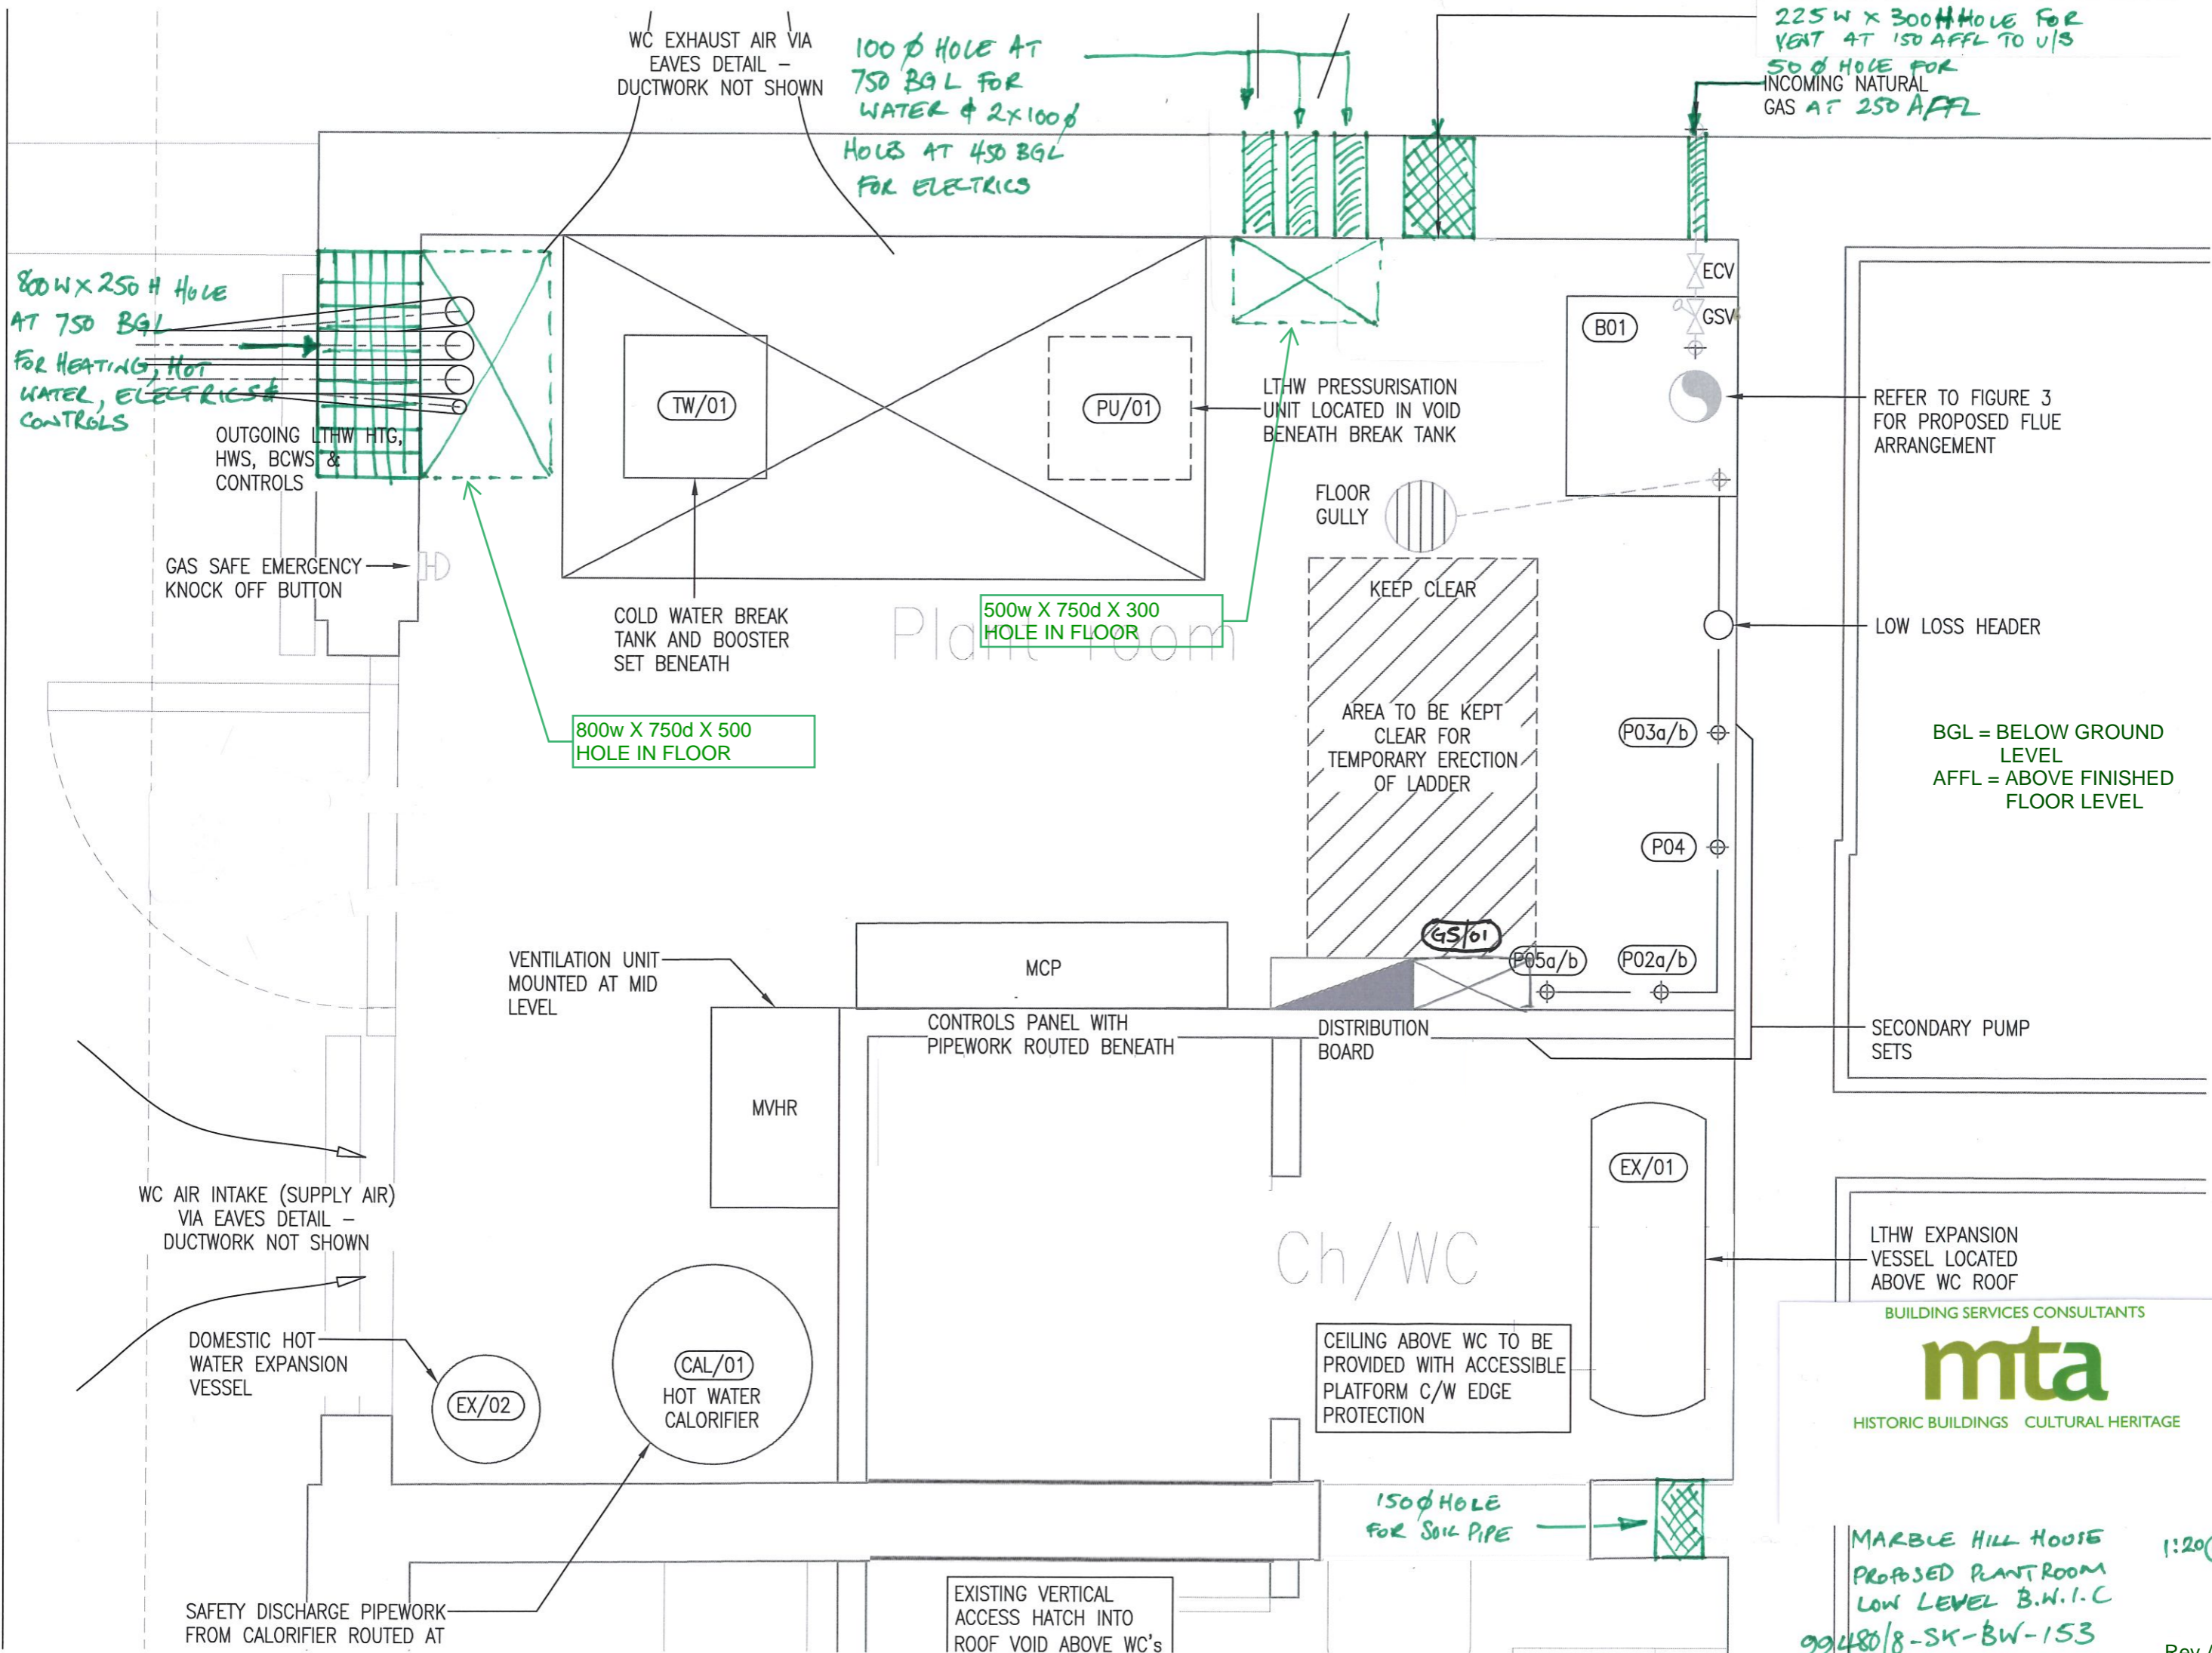 WC EXHAUST AIR VIA
EAVES DETAIL –
DUCTWORK NOT SHOWN
100 Ø HOLE AT
750 BGL FOR
WATER & 2x100Ø
HOLES AT 450 BGL
FOR ELECTRICS
225 W X 300 H HOLE FOR
VENT AT 150 AFFL TO U/S
50 Ø HOLE FOR
INCOMING NATURAL
GAS AT 250 AFFL
800 W X 250 H HOLE
AT 750 BGL
FOR HEATING, HOT
WATER, ELECTRICS &
CONTROLS
OUTGOING LTHW HTG,
HWS, BCWS &
CONTROLS
ECV
GSV
B01
TW/01
PU/01
LTHW PRESSURISATION
UNIT LOCATED IN VOID
BENEATH BREAK TANK
REFER TO FIGURE 3
FOR PROPOSED FLUE
ARRANGEMENT
FLOOR
GULLY
GAS SAFE EMERGENCY
KNOCK OFF BUTTON
COLD WATER BREAK
TANK AND BOOSTER
SET BENEATH
Plant room
500w X 750d X 300
HOLE IN FLOOR
KEEP CLEAR
LOW LOSS HEADER
800w X 750d X 500
HOLE IN FLOOR
AREA TO BE KEPT
CLEAR FOR
TEMPORARY ERECTION
OF LADDER
P03a/b
BGL = BELOW GROUND
LEVEL
AFFL = ABOVE FINISHED
FLOOR LEVEL
P04
GS/01
P05a/b
P02a/b
VENTILATION UNIT
MOUNTED AT MID
LEVEL
MCP
CONTROLS PANEL WITH
PIPEWORK ROUTED BENEATH
DISTRIBUTION
BOARD
SECONDARY PUMP
SETS
MVHR
EX/01
WC AIR INTAKE (SUPPLY AIR)
VIA EAVES DETAIL –
DUCTWORK NOT SHOWN
Ch/WC
LTHW EXPANSION
VESSEL LOCATED
ABOVE WC ROOF
DOMESTIC HOT
WATER EXPANSION
VESSEL
EX/02
CAL/01
HOT WATER
CALORIFIER
CEILING ABOVE WC TO BE
PROVIDED WITH ACCESSIBLE
PLATFORM C/W EDGE
PROTECTION
BUILDING SERVICES CONSULTANTS
mta
HISTORIC BUILDINGS CULTURAL HERITAGE
150Ø HOLE
FOR SOIL PIPE
SAFETY DISCHARGE PIPEWORK
FROM CALORIFIER ROUTED AT
EXISTING VERTICAL
ACCESS HATCH INTO
ROOF VOID ABOVE WC's
MARBLE HILL HOUSE
1:20
PROPOSED PLANTROOM
LOW LEVEL B.W.I.C
99480/8-SK-BW-153
Rev